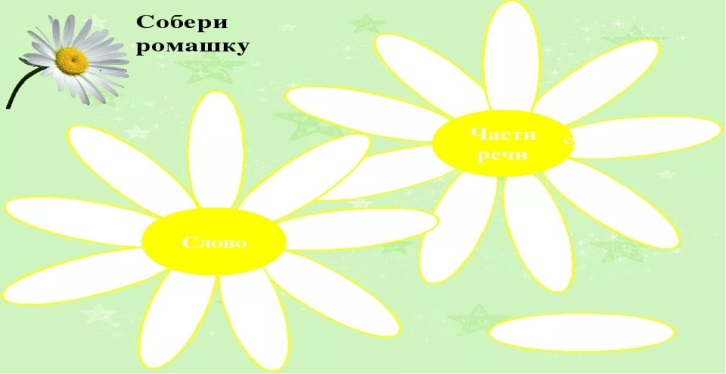 Собери
ромашку
Части
речи
Слово